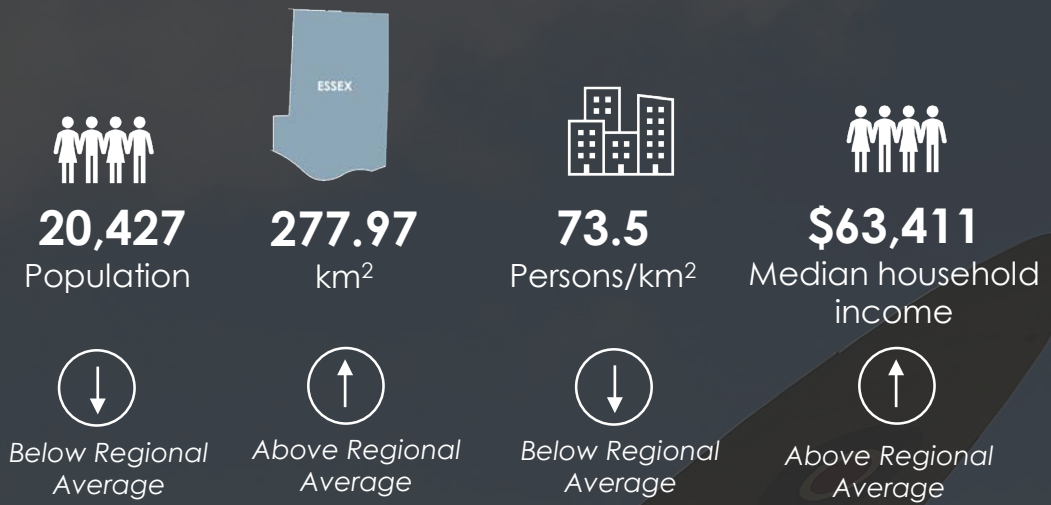 ESSEX
20,427
Population
277.97
km²
73.5
Persons/km²
$63,411
Median household
income
Below Regional
Average
Above Regional
Average
Below Regional
Average
Above Regional
Average